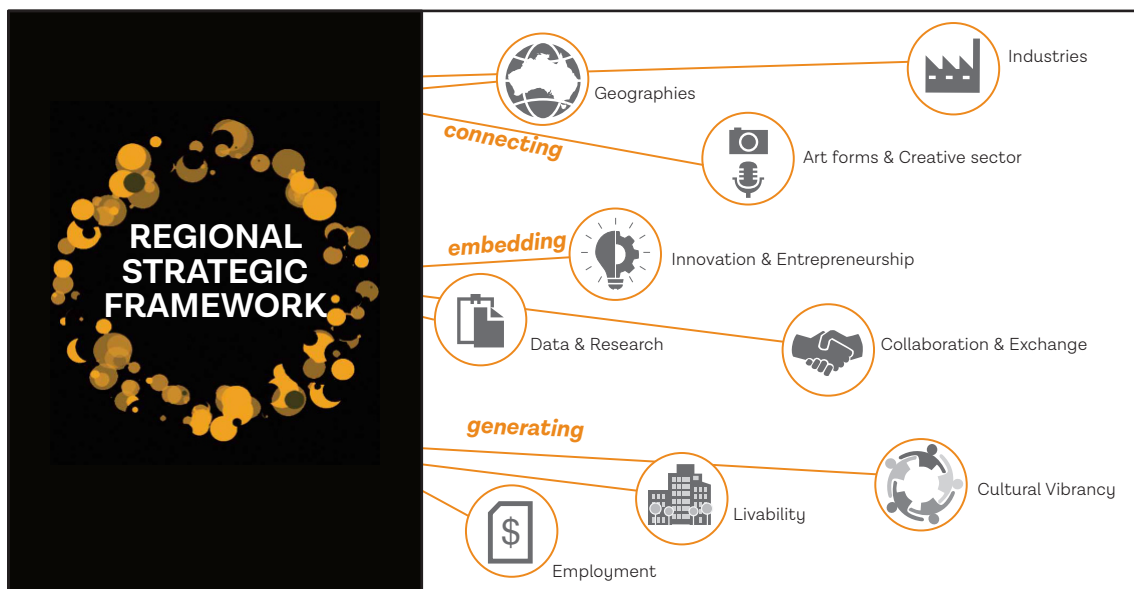 REGIONAL
STRATEGIC
FRAMEWORK
connecting
Geographies
Industries
Art forms & Creative sector
embedding
Innovation & Entrepreneurship
Data & Research
Collaboration & Exchange
generating
Cultural Vibrancy
Livability
$
Employment